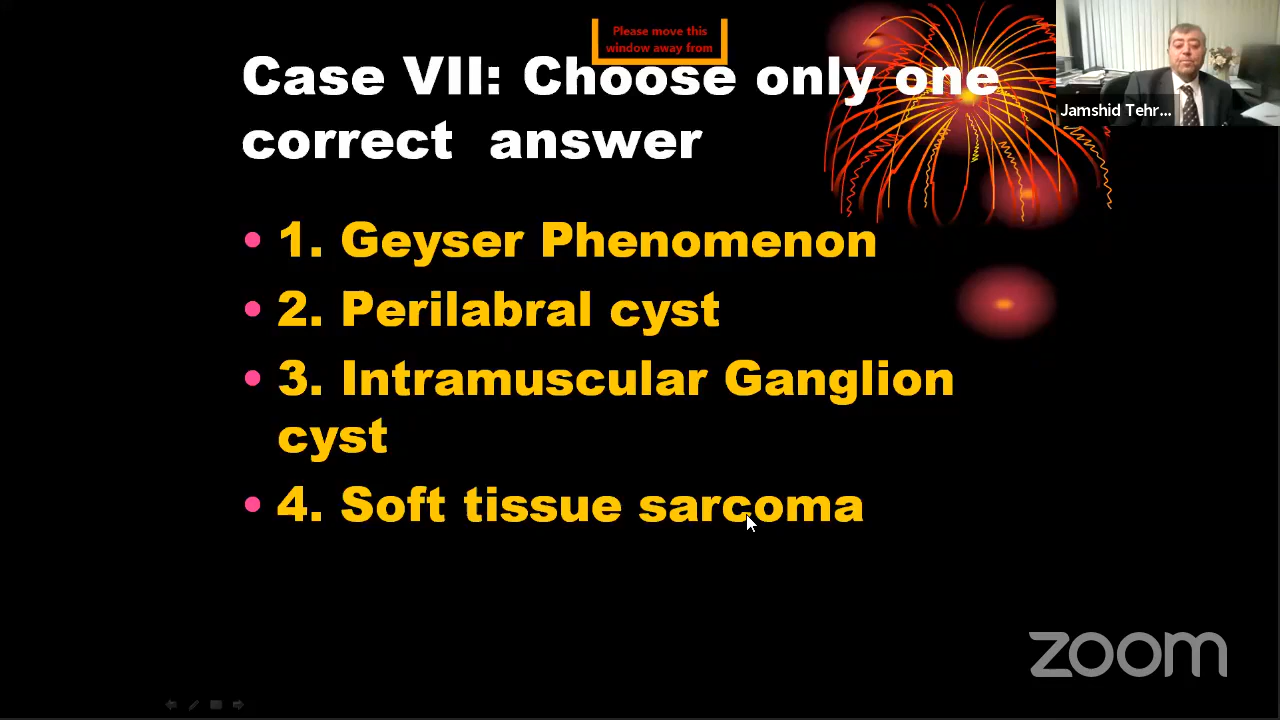 Please move this
window away from
Case VII: Choose only one
correct answer
Jamshid Tehr...
• 1. Geyser Phenomenon
• 2. Perilabral cyst
• 3. Intramuscular Ganglion
cyst
• 4. Soft tissue sarcoma
zoom